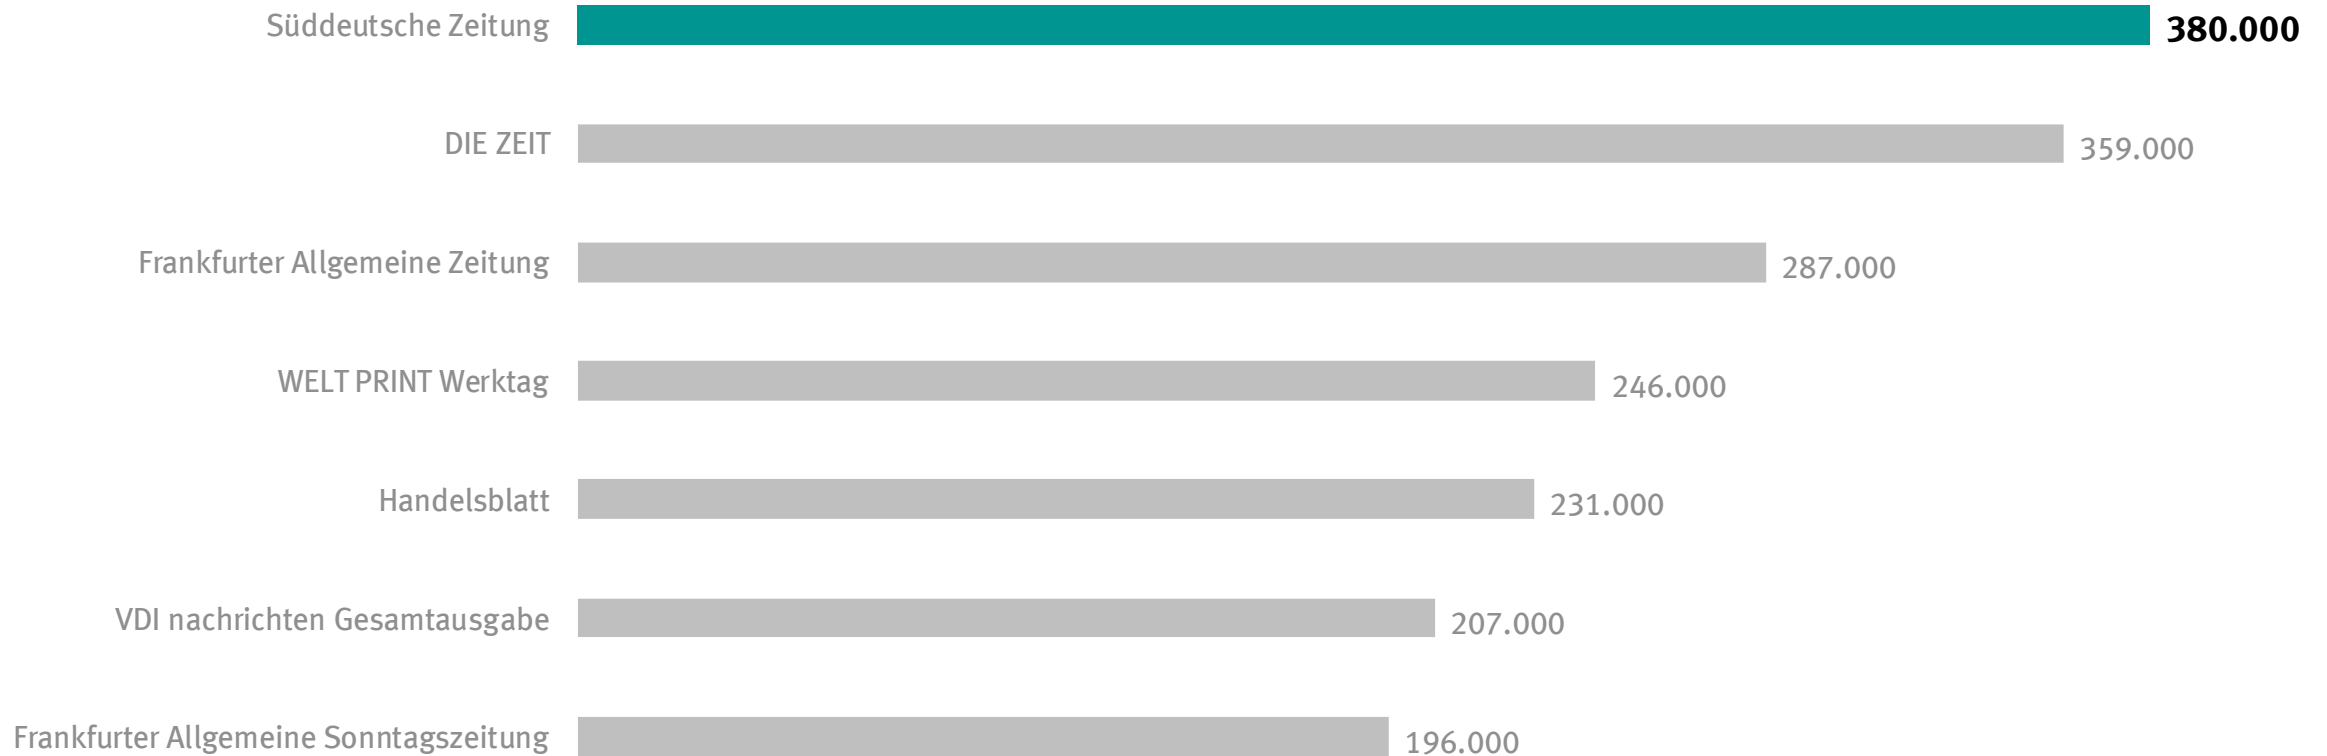 Süddeutsche Zeitung 380.000
DIE ZEIT 359.000
Frankfurter Allgemeine Zeitung 287.000
WELT PRINT Werktag 246.000
Handelsblatt 231.000
VDI nachrichten Gesamtausgabe 207.000
Frankfurter Allgemeine Sonntagszeitung 196.000